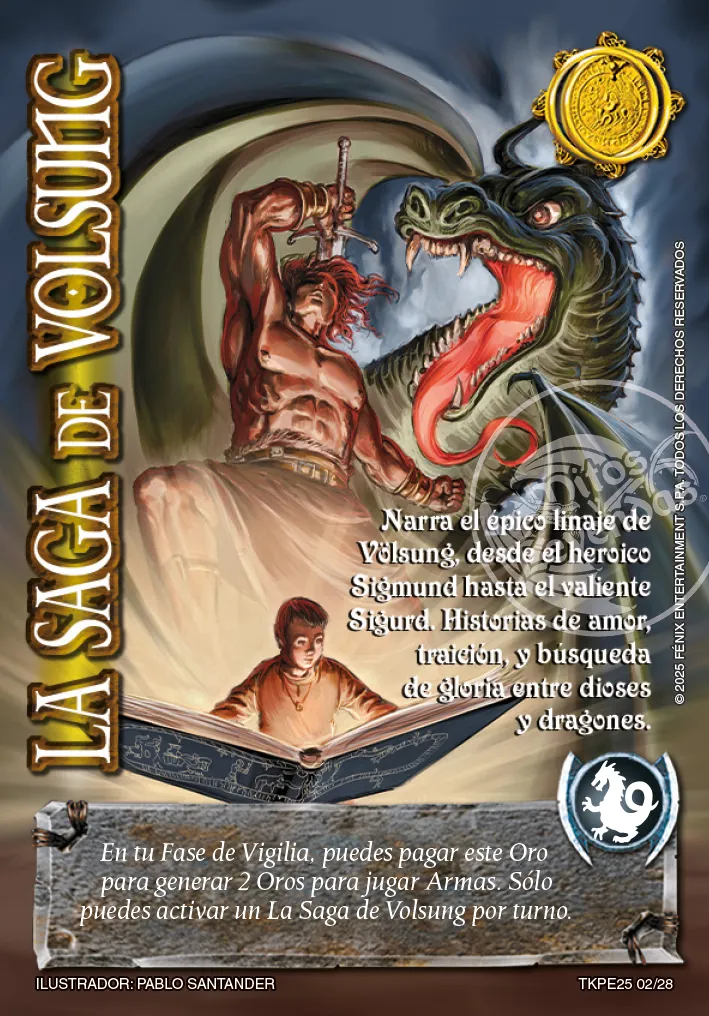 LA SAGA DE VOLSUNG
Narra el épico linaje de
Völsung, desde el heroico
Sigmund hasta el valiente
Sigurd. Historias de amor,
traición, y búsqueda
de gloria entre dioses
y dragones.
© 2025 FÉNIX ENTERTAINMENT S.P.A. TODOS LOS DERECHOS RESERVADOS
En tu Fase de Vigilia, puedes pagar este Oro
para generar 2 Oros para jugar Armas. Sólo
puedes activar un La Saga de Volsung por turno.
ILUSTRADOR: PABLO SANTANDER
TKPE25 02/28